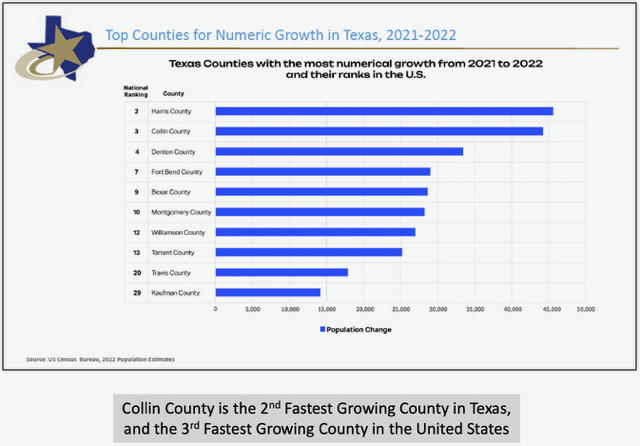 Top Counties for Numeric Growth in Texas, 2021-2022
Texas Counties with the most numerical growth from 2021 to 2022
and their ranks in the U.S.
National
Ranking
County
2 Harris County
3 Collin County
4 Denton County
7 Fort Bend County
9 Bexar County
10 Montgomery County
12 Williamson County
13 Tarrant County
20 Travis County
29 Kaufman County
0 5,000 10,000 15,000 20,000 25,000 30,000 35,000 40,000 45,000 50,000
Population Change
Source: US Census Bureau, 2022 Population Estimates
Collin County is the 2nd Fastest Growing County in Texas,
and the 3rd Fastest Growing County in the United States